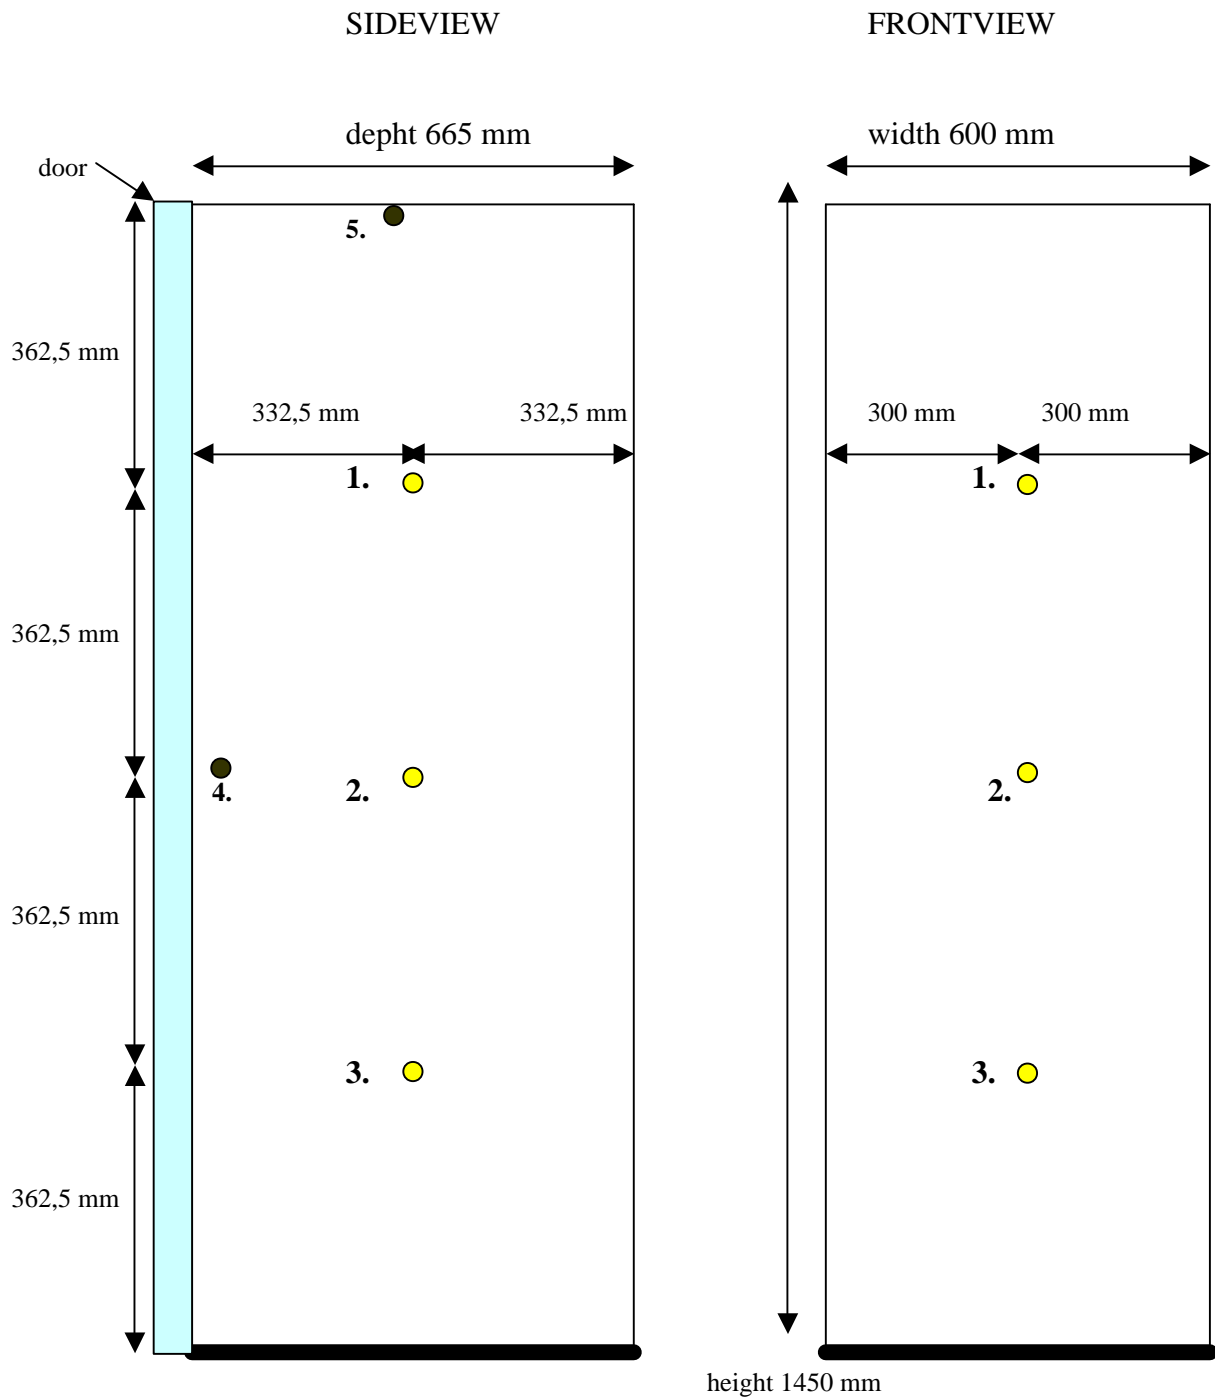 SIDEVIEW
FRONTVIEW
depht 665 mm
width 600 mm
door
5.
362,5 mm
332,5 mm
332,5 mm
300 mm
300 mm
1.
1.
362,5 mm
4.
2.
2.
362,5 mm
3.
3.
362,5 mm
height 1450 mm